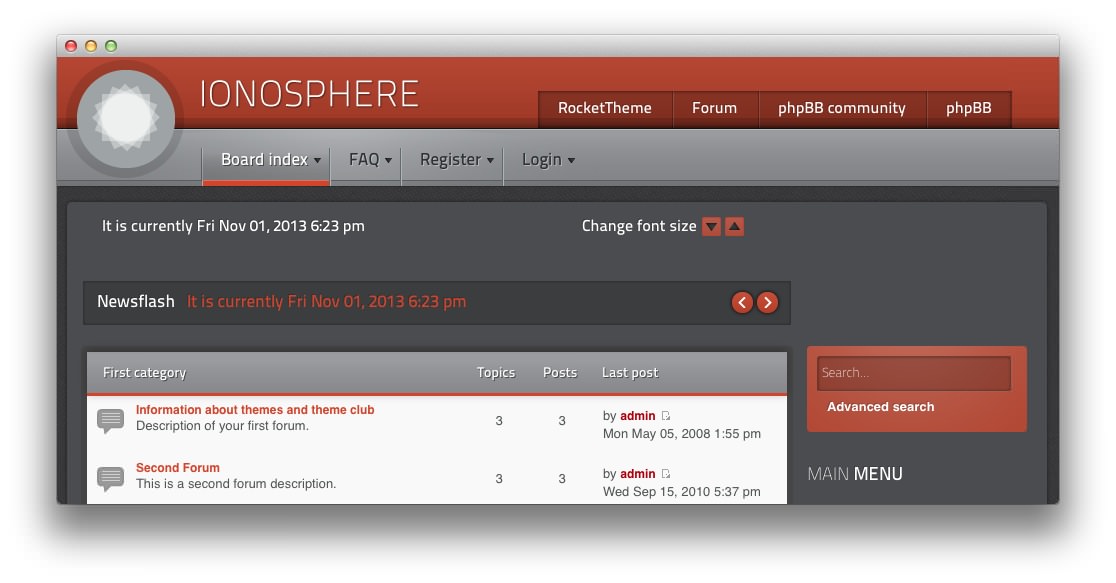 IONOSPHERE
RocketTheme Forum phpBB community phpBB
Board index FAQ Register Login
It is currently Fri Nov 01, 2013 6:23 pm Change font size
Newsflash It is currently Fri Nov 01, 2013 6:23 pm
First category Topics Posts Last post
Search...
Information about themes and theme club
Description of your first forum.
3 3
by admin
Mon May 05, 2008 1:55 pm
Advanced search
Second Forum
This is a second forum description.
3 3
by admin
Wed Sep 15, 2010 5:37 pm
MAIN MENU